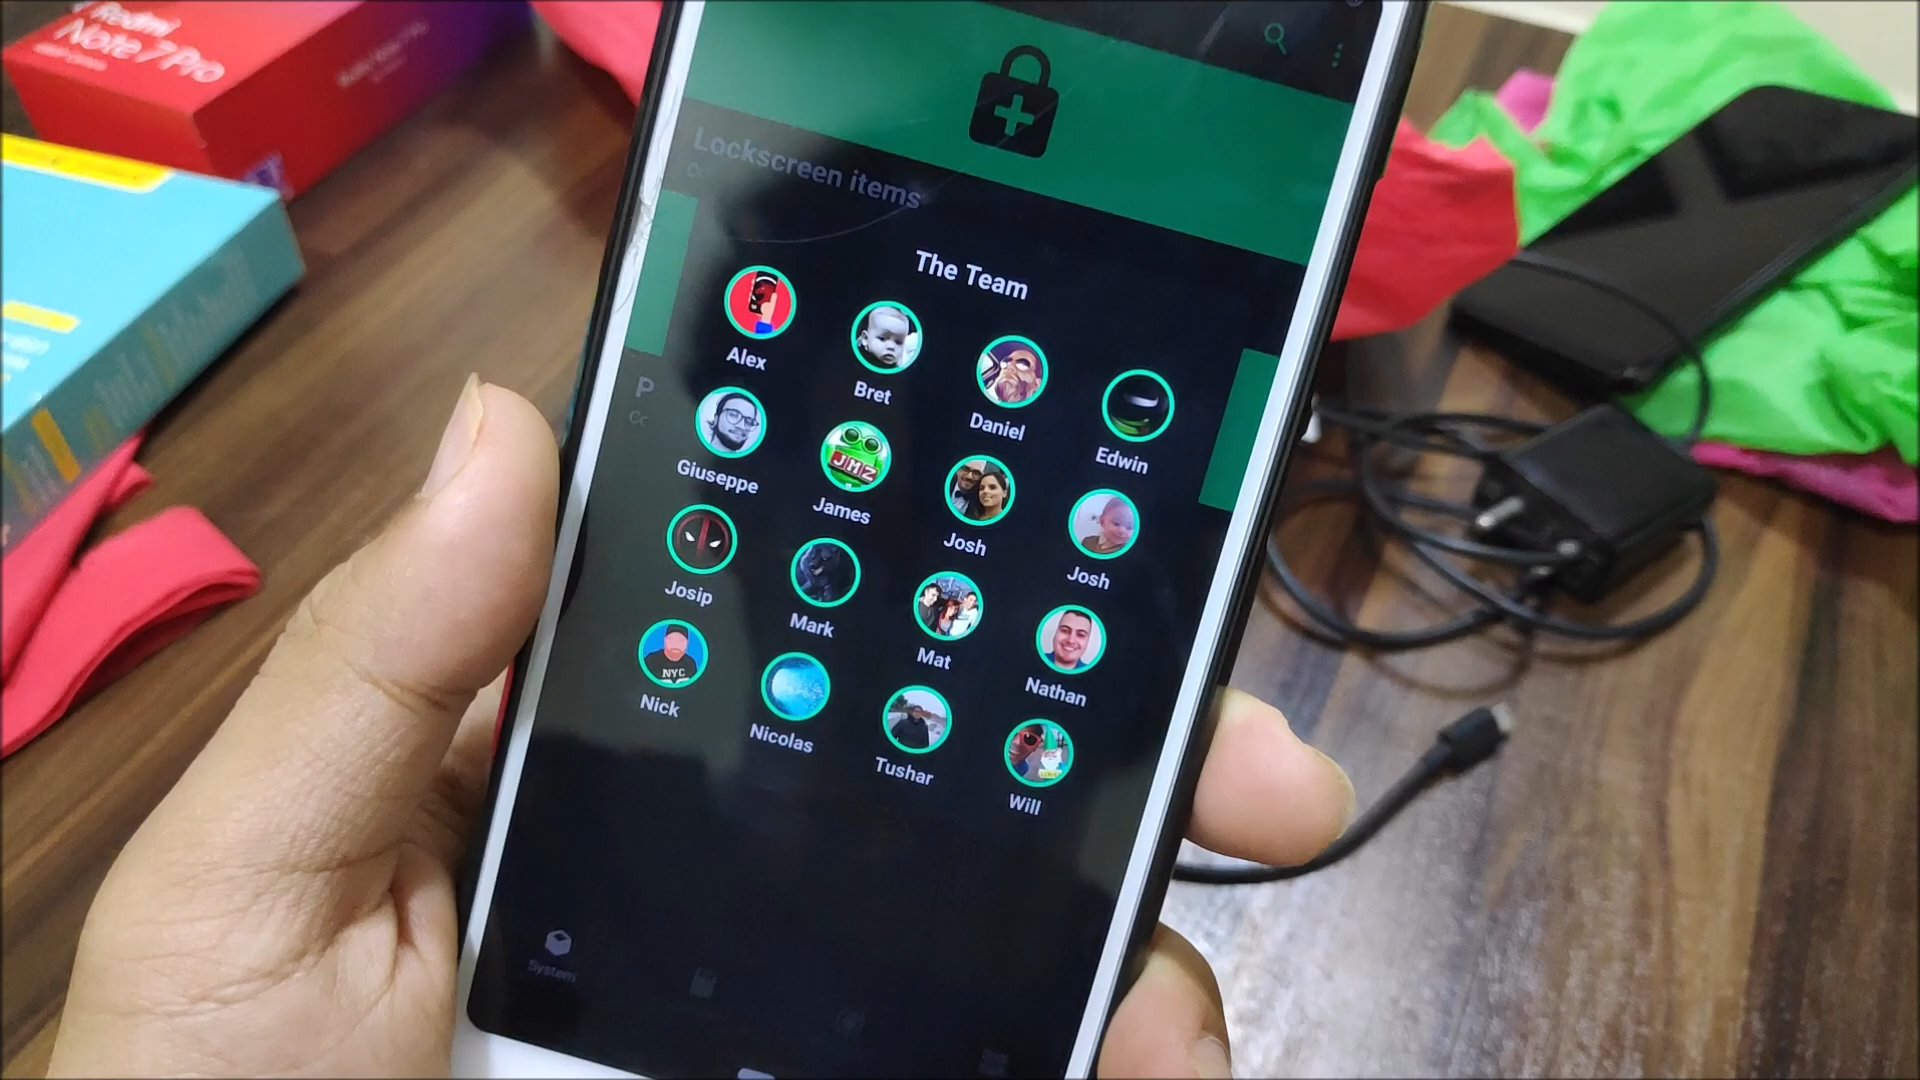 Redmi
Note 7 Pro
Lockscreen items
The Team
Alex
Bret
Daniel
Edwin
Giuseppe
James
JMZ
Josh
Josh
Josip
Mark
Mat
Nathan
Nick
NYC
Nicolas
Tushar
Will
P
System